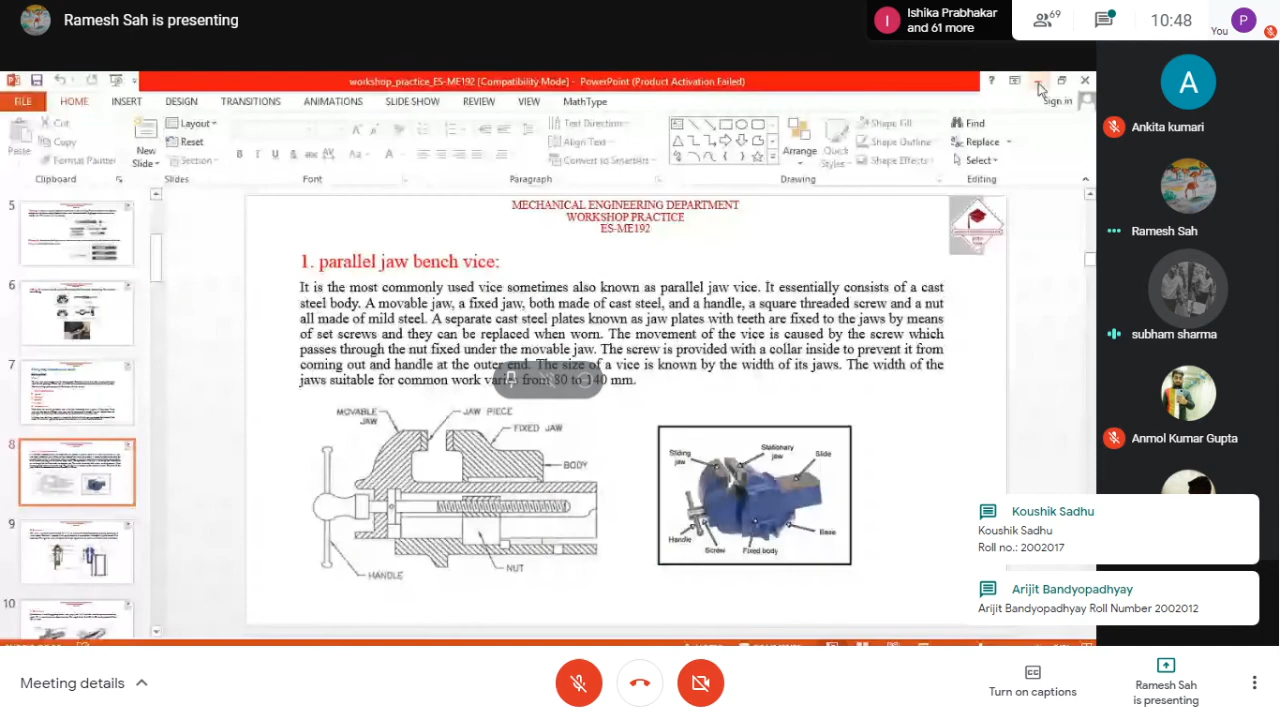 Ramesh Sah is presenting
Ishika Prabhakar
and 61 more
69
10:48
You
P
workshop_practice_ES-ME192 [Compatibility Mode] - PowerPoint (Product Activation Failed)
FILE HOME INSERT DESIGN TRANSITIONS ANIMATIONS SLIDE SHOW REVIEW VIEW MathType
Sign in
Cut
Copy
Format Painter
Paste
Clipboard
New
Slide
Layout
Reset
Section
Slides
Font
Text Direction
Align Text
Convert to SmartArt
Paragraph
Arrange
Quick
Styles
Shape Fill
Shape Outline
Shape Effects
Drawing
Find
Replace
Select
Editing
5
6
7
8
9
10
MECHANICAL ENGINEERING DEPARTMENT
WORKSHOP PRACTICE
ES-ME192
1. parallel jaw bench vice:
It is the most commonly used vice sometimes also known as parallel jaw vice. It essentially consists of a cast
steel body. A movable jaw, a fixed jaw, both made of cast steel, and a handle, a square threaded screw and a nut
all made of mild steel. A separate cast steel plates known as jaw plates with teeth are fixed to the jaws by means
of set screws and they can be replaced when worn. The movement of the vice is caused by the screw which
passes through the nut fixed under the movable jaw. The screw is provided with a collar inside to prevent it from
coming out and handle at the outer end. The size of a vice is known by the width of its jaws. The width of the
jaws suitable for common work varies from 80 to 140 mm.
MOVABLE
JAW
JAW PIECE
FIXED JAW
BODY
NUT
HANDLE
Sliding
jaw
Stationary
jaw
Slide
Handle
Screw
Fixed body
Base
A
Ankita kumari
Ramesh Sah
subham sharma
Anmol Kumar Gupta
Koushik Sadhu
Koushik Sadhu
Roll no.: 2002017
Arijit Bandyopadhyay
Arijit Bandyopadhyay Roll Number 2002012
Meeting details
Turn on captions
Ramesh Sah
is presenting